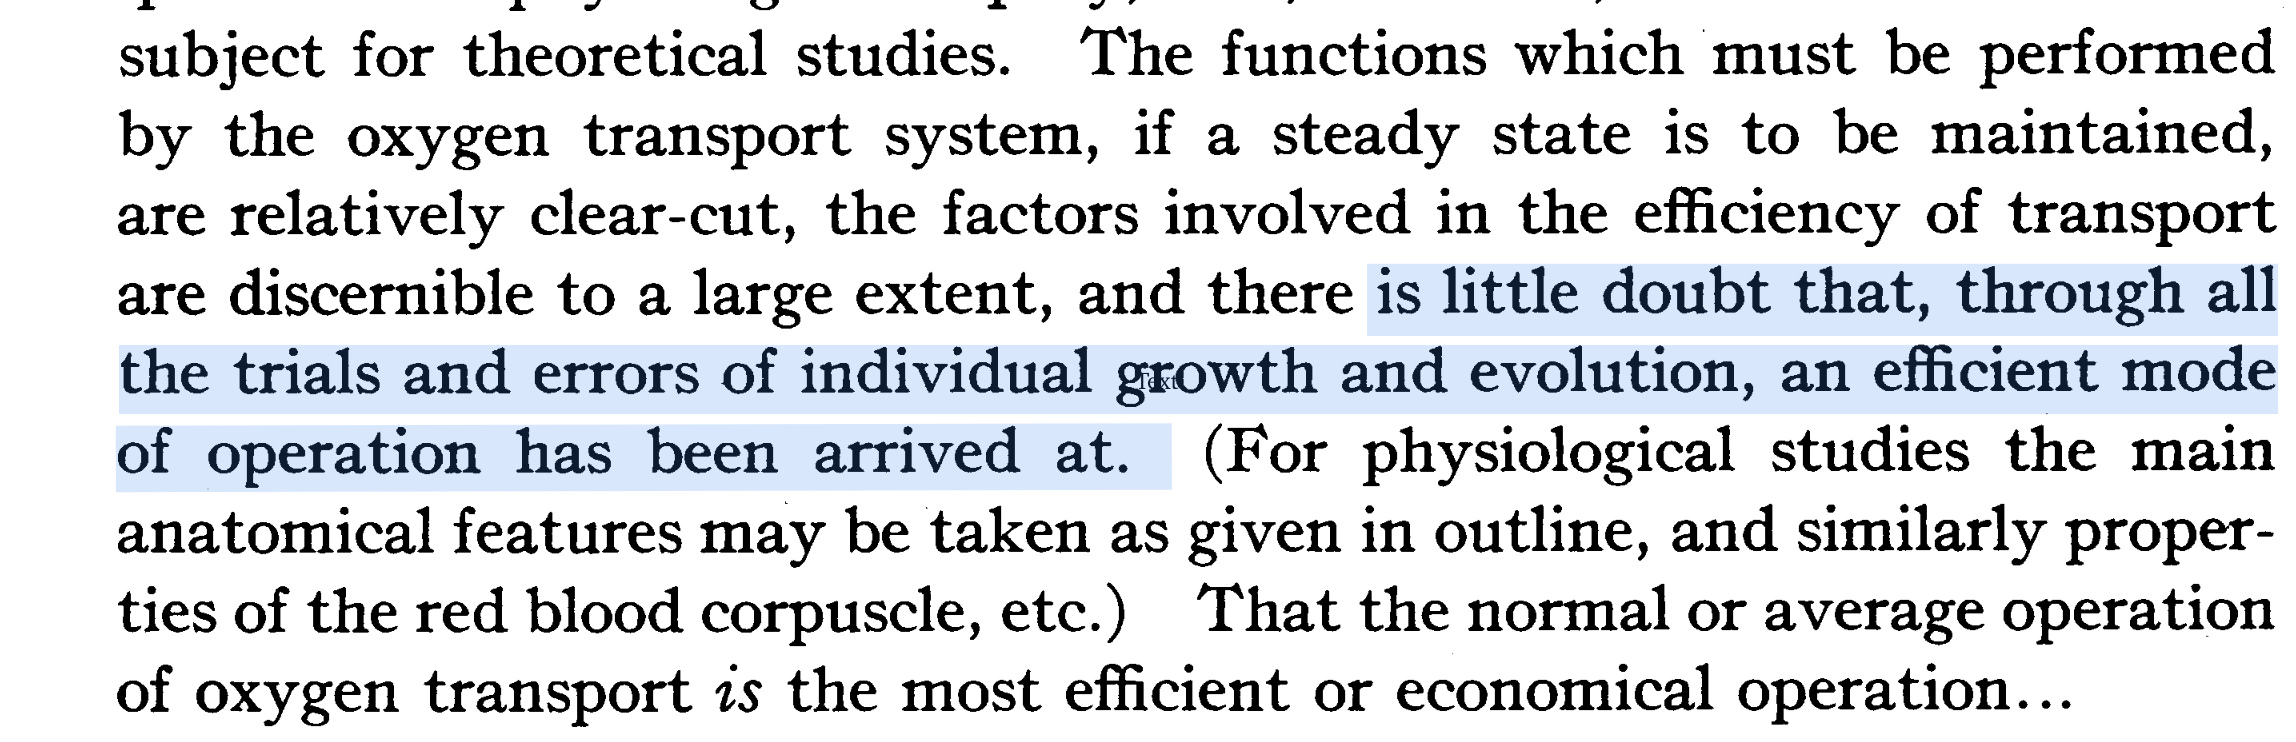 subject for theoretical studies. The functions which must be performed
by the oxygen transport system, if a steady state is to be maintained,
are relatively clear-cut, the factors involved in the efficiency of transport
are discernible to a large extent, and there is little doubt that, through all
the trials and errors of individual growth and evolution, an efficient mode
of operation has been arrived at. (For physiological studies the main
anatomical features may be taken as given in outline, and similarly proper-
ties of the red blood corpuscle, etc.) That the normal or average operation
of oxygen transport is the most efficient or economical operation...